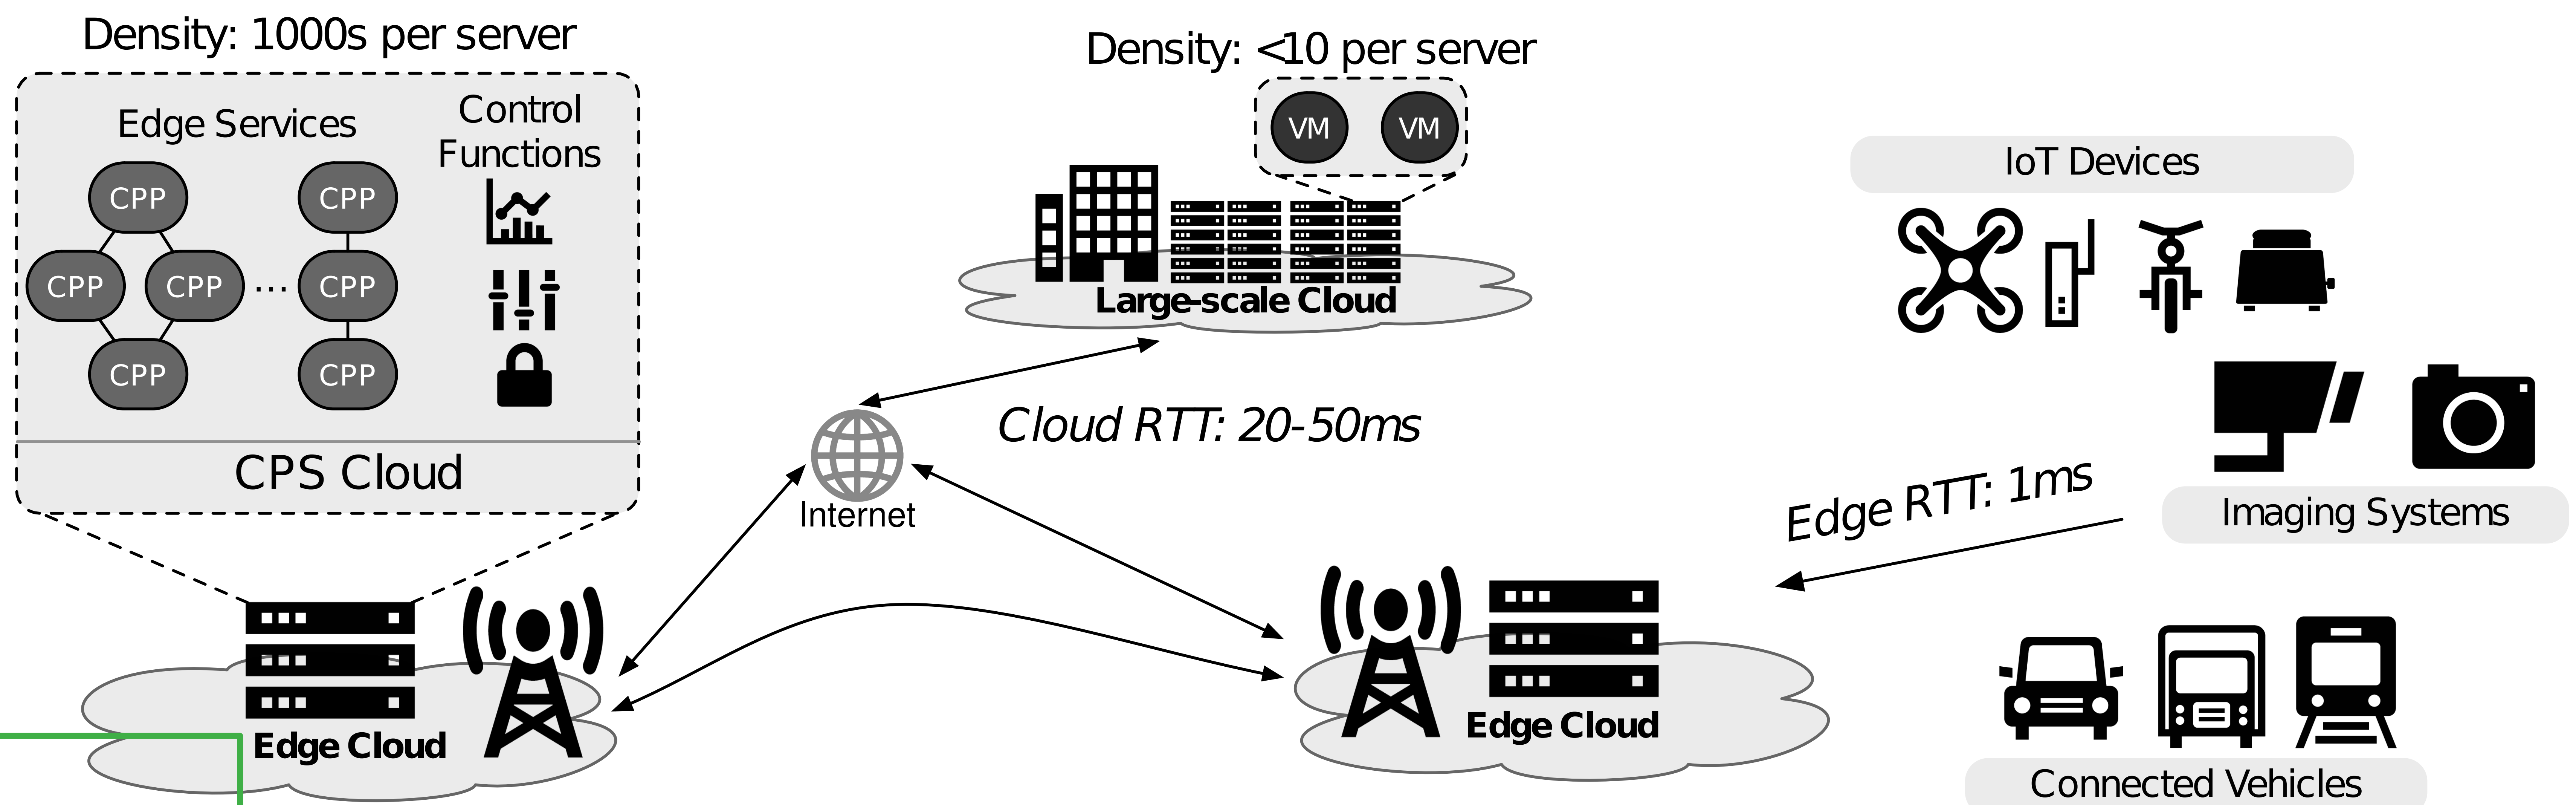 Density: 1000s per server
Edge Services
Control
Functions
CPP
CPP
CPP
CPP
...
CPP
CPP
CPP
CPS Cloud
Edge Cloud
Density: <10 per server
VM
VM
Large-scale Cloud
Cloud RTT: 20-50ms
Internet
Edge Cloud
Edge RTT: 1ms
IoT Devices
Imaging Systems
Connected Vehicles